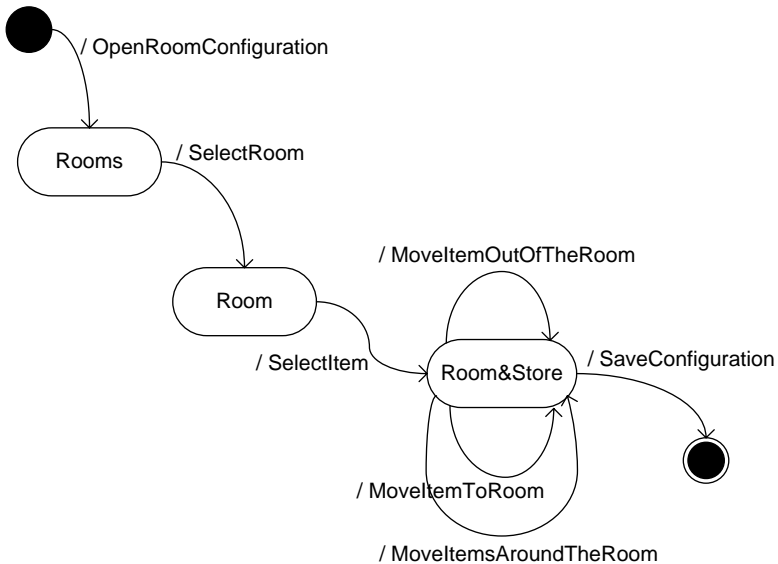 / OpenRoomConfiguration
Rooms
/ SelectRoom
/ MoveItemOutOfTheRoom
Room
/ SelectItem
Room&Store
/ SaveConfiguration
/ MoveItemToRoom
/ MoveItemsAroundTheRoom